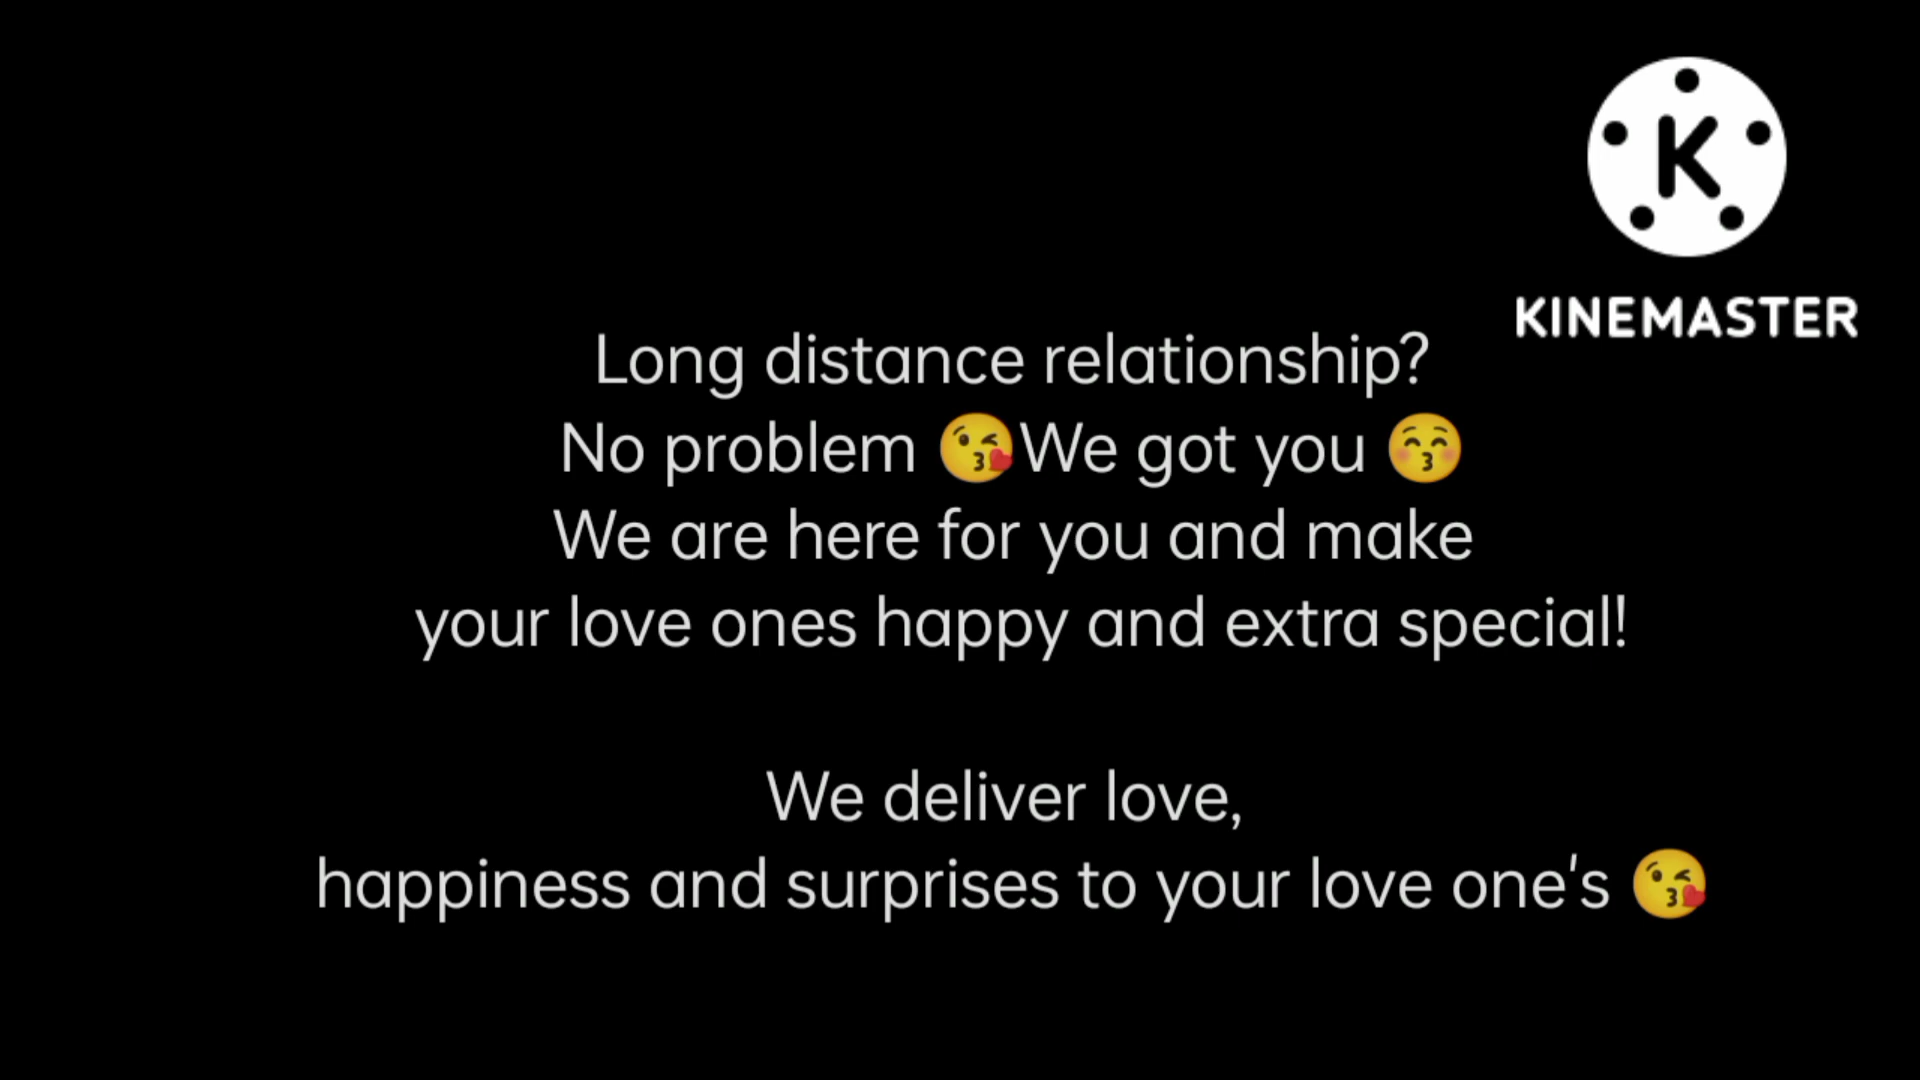 K
KINEMASTER
Long distance relationship?
No problem 😘We got you 😚
We are here for you and make
your love ones happy and extra special!
We deliver love,
happiness and surprises to your love one's 😘